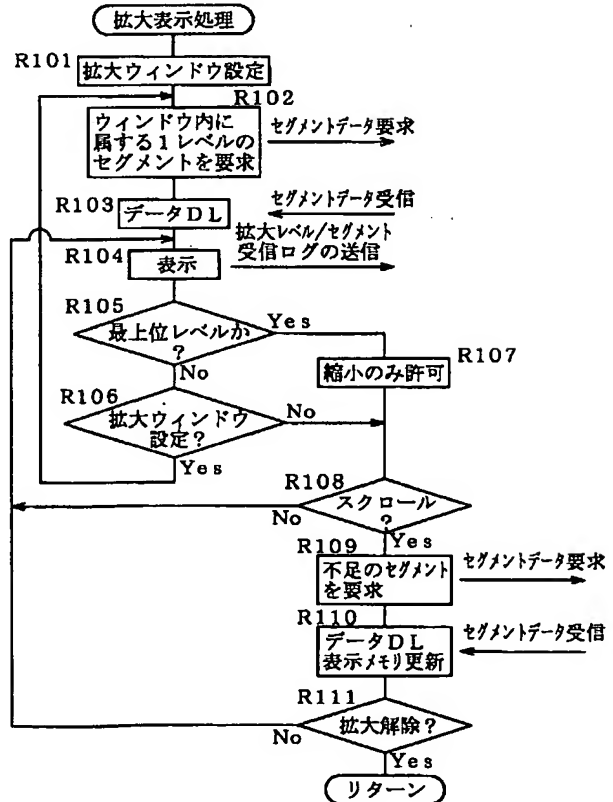 拡大表示処理
R101
拡大ウィンドウ設定
R102
ウィンドウ内に
属する1レベルの
セグメントを要求
セグメントデータ要求
R103
データDL
セグメントデータ受信
R104
表示
拡大レベル/セグメント
受信ログの送信
R105
最上位レベルか
?
Yes
No
R107
縮小のみ許可
R106
拡大ウィンドウ
設定?
No
Yes
R108
スクロール
?
No
Yes
R109
不足のセグメント
を要求
セグメントデータ要求
R110
データDL
表示メモリ更新
セグメントデータ受信
R111
拡大解除?
No
Yes
リターン